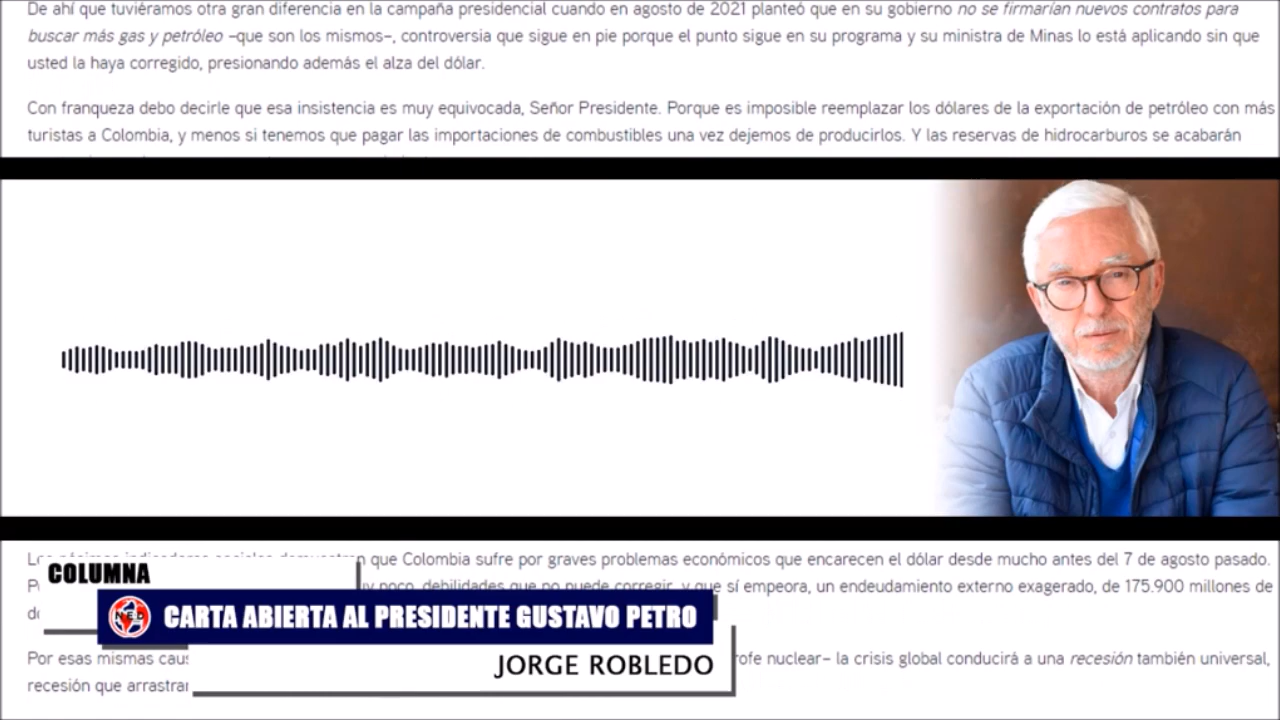 De ahí que tuviéramos otra gran diferencia en la campaña presidencial cuando en agosto de 2021 planteó que en su gobierno no se firmarían nuevos contratos para
buscar más gas y petróleo –que son los mismos–, controversia que sigue en pie porque el punto sigue en su programa y su ministra de Minas lo está aplicando sin que
usted la haya corregido, presionando además el alza del dólar.
Con franqueza debo decirle que esa insistencia es muy equivocada, Señor Presidente. Porque es imposible reemplazar los dólares de la exportación de petróleo con más
turistas a Colombia, y menos si tenemos que pagar las importaciones de combustibles una vez dejemos de producirlos. Y las reservas de hidrocarburos se acabarán
que Colombia sufre por graves problemas económicos que encarecen el dólar desde mucho antes del 7 de agosto pasado.
poco, debilidades que no puede corregir, y que sí empeora, un endeudamiento externo exagerado, de 175.900 millones de
COLUMNA
CARTA ABIERTA AL PRESIDENTE GUSTAVO PETRO
JORGE ROBLEDO
Por esas mismas nuclear– la crisis global conducirá a una recesión también universal,
recesión que